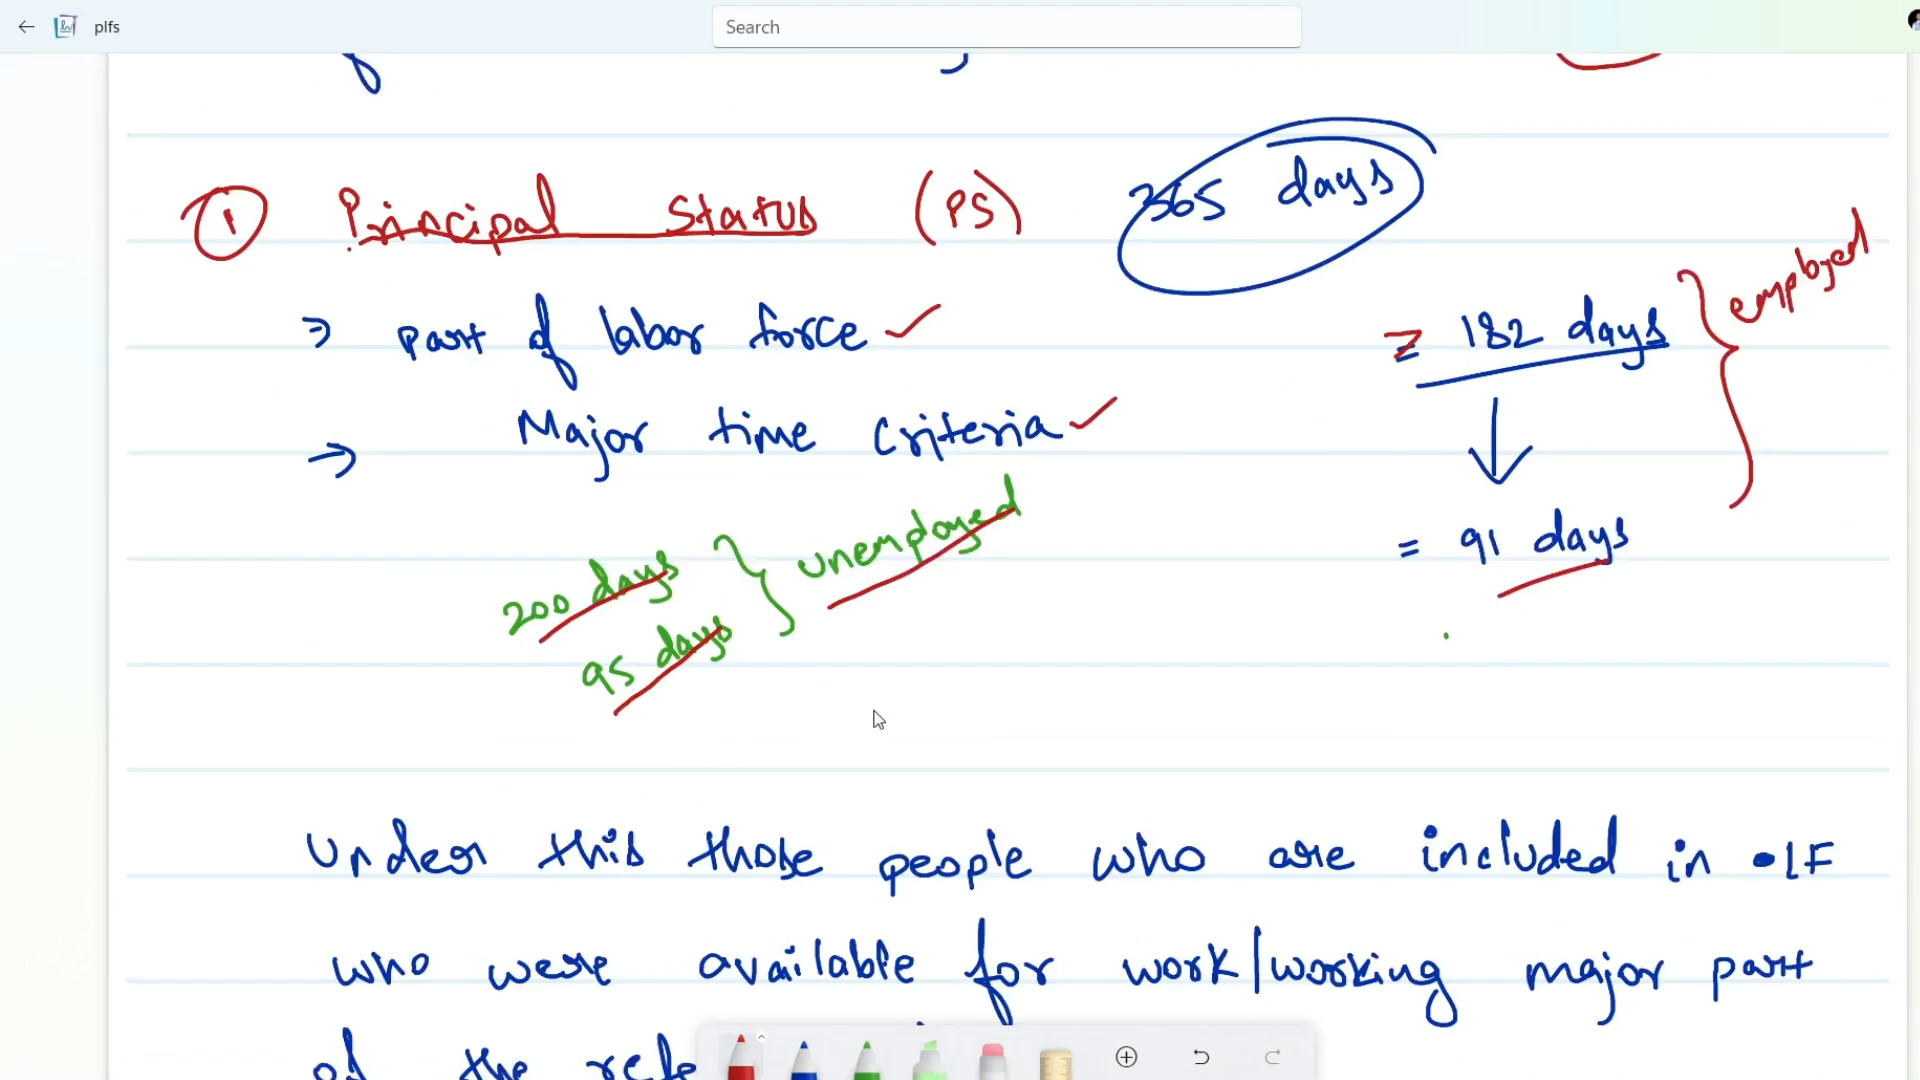 plfs
Search
1 Principal Status (PS) 365 days
⇒ part of labor force ✓ = 182 days } employed
→ Major time criteria ✓
= 91 days
200 days } unemployed
95 days
Under this those people who are included in LF
who were available for work/working major part
of the refe